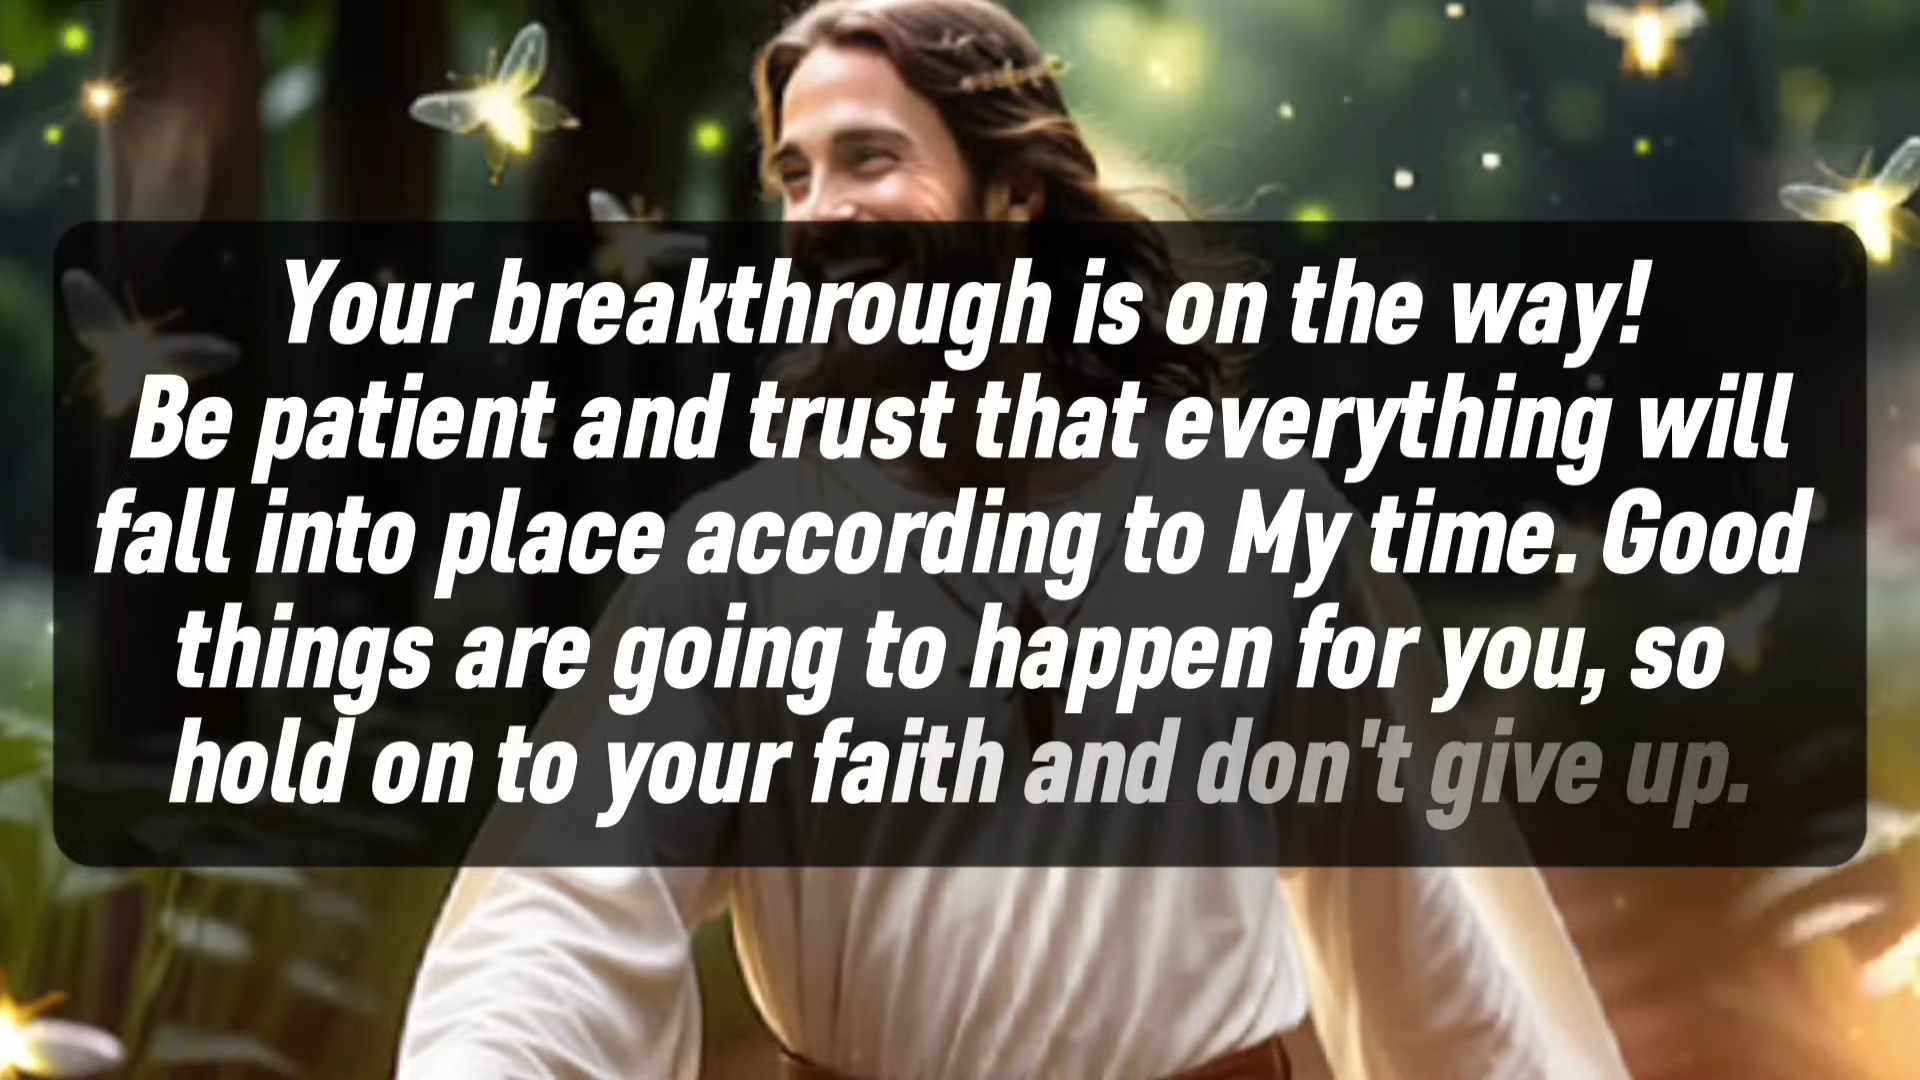 Your breakthrough is on the way!
Be patient and trust that everything will
fall into place according to My time. Good
things are going to happen for you, so
hold on to your faith and don't give up.